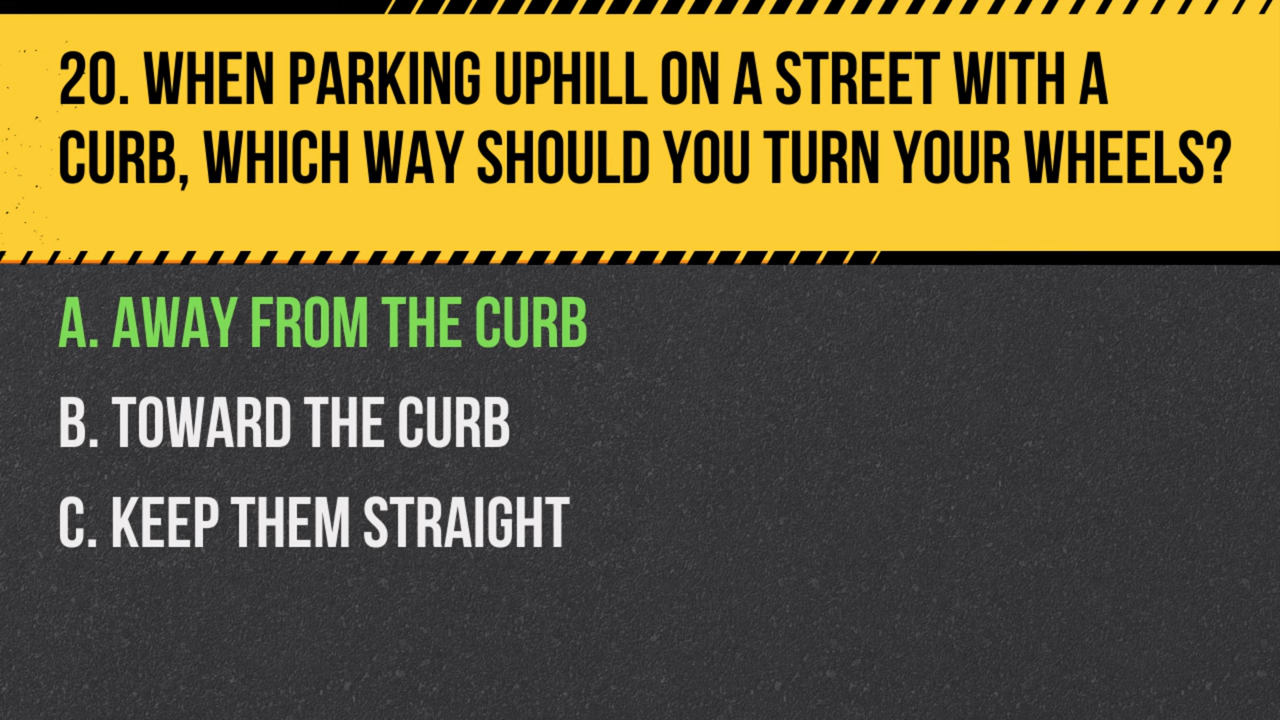 20. WHEN PARKING UPHILL ON A STREET WITH A
CURB, WHICH WAY SHOULD YOU TURN YOUR WHEELS?
A. AWAY FROM THE CURB
B. TOWARD THE CURB
C. KEEP THEM STRAIGHT